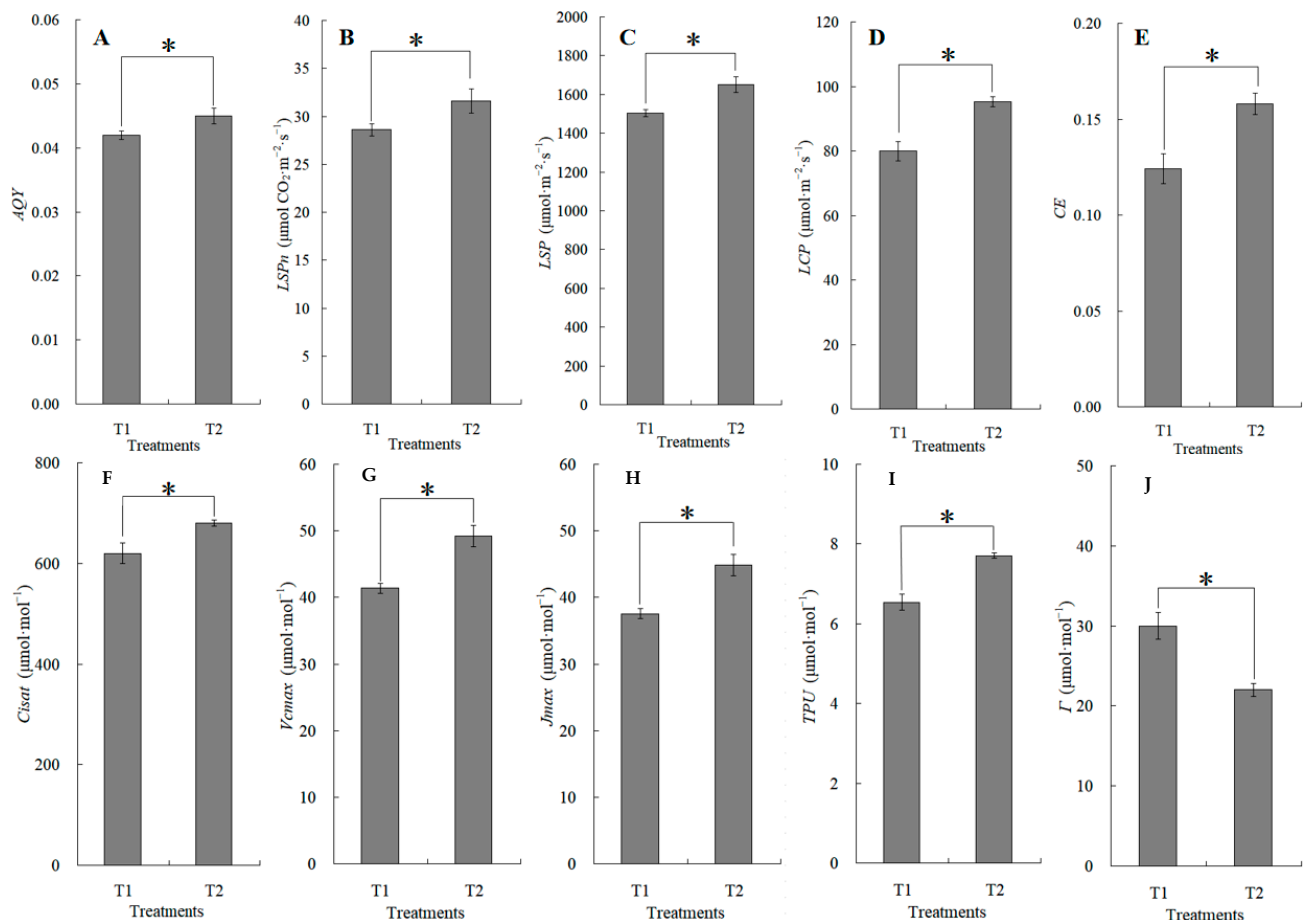 A
*
AQY
0.06
0.05
0.04
0.03
0.02
0.01
0.00
T1 T2
Treatments
B
*
LSPn (μmol CO₂·m⁻²·s⁻¹)
40
35
30
25
20
15
10
5
0
T1 T2
Treatments
C
*
LSP (μmol·m⁻²·s⁻¹)
2000
1800
1600
1400
1200
1000
800
600
400
200
0
T1 T2
Treatments
D
*
LCP (μmol·m⁻²·s⁻¹)
120
100
80
60
40
20
0
T1 T2
Treatments
E
*
CE
0.20
0.15
0.10
0.05
0.00
T1 T2
Treatments
F
*
Cisat (μmol·mol⁻¹)
800
600
400
200
0
T1 T2
Treatments
G
*
Vcmax (μmol·mol⁻¹)
60
50
40
30
20
10
0
T1 T2
Treatments
H
*
Jmax (μmol·mol⁻¹)
60
50
40
30
20
10
0
T1 T2
Treatments
I
*
TPU (μmol·mol⁻¹)
10
8
6
4
2
0
T1 T2
Treatments
J
*
Γ (μmol·mol⁻¹)
50
40
30
20
10
0
T1 T2
Treatments